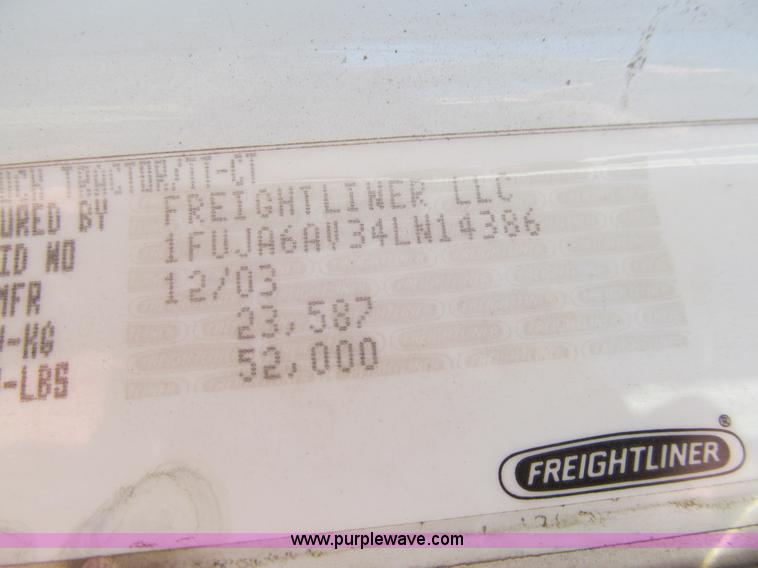 TRACTOR/TT-CT
URED BY FREIGHTLINER LLC
ID NO 1FUJA6AV34LN14386
MFR 12/03
-KG 23,587
-LBS 52,000
FREIGHTLINER®
www.purplewave.com